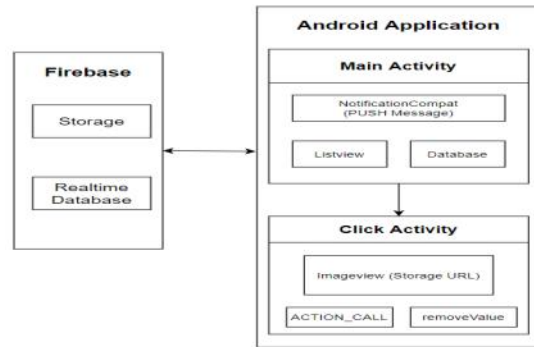 Firebase
Storage
Realtime
Database
Android Application
Main Activity
NotificationCompat
(PUSH Message)
Listview
Database
Click Activity
Imageview (Storage URL)
ACTION_CALL
removeValue